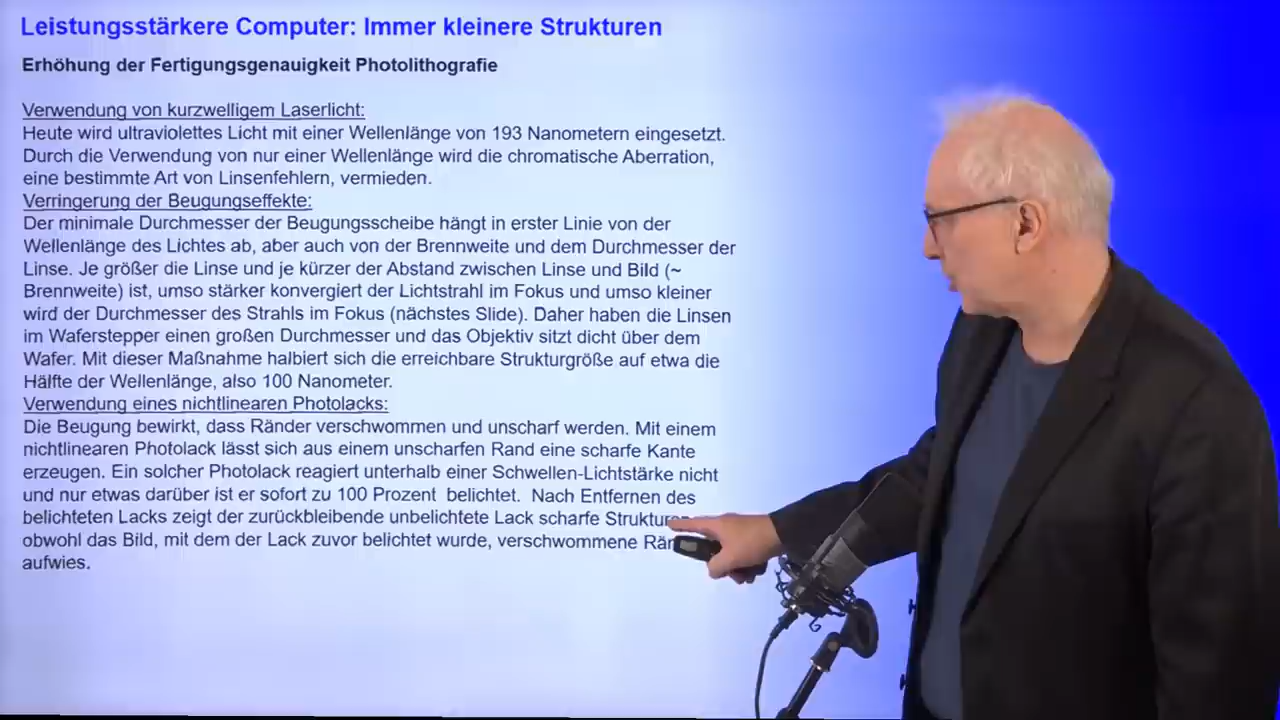 Leistungsstärkere Computer: Immer kleinere Strukturen
Erhöhung der Fertigungsgenauigkeit Photolithografie
Verwendung von kurzwelligem Laserlicht:
Heute wird ultraviolettes Licht mit einer Wellenlänge von 193 Nanometern eingesetzt.
Durch die Verwendung von nur einer Wellenlänge wird die chromatische Aberration,
eine bestimmte Art von Linsenfehlern, vermieden.
Verringerung der Beugungseffekte:
Der minimale Durchmesser der Beugungsscheibe hängt in erster Linie von der
Wellenlänge des Lichtes ab, aber auch von der Brennweite und dem Durchmesser der
Linse. Je größer die Linse und je kürzer der Abstand zwischen Linse und Bild (~
Brennweite) ist, umso stärker konvergiert der Lichtstrahl im Fokus und umso kleiner
wird der Durchmesser des Strahls im Fokus (nächstes Slide). Daher haben die Linsen
im Waferstepper einen großen Durchmesser und das Objektiv sitzt dicht über dem
Wafer. Mit dieser Maßnahme halbiert sich die erreichbare Strukturgröße auf etwa die
Hälfte der Wellenlänge, also 100 Nanometer.
Verwendung eines nichtlinearen Photolacks:
Die Beugung bewirkt, dass Ränder verschwommen und unscharf werden. Mit einem
nichtlinearen Photolack lässt sich aus einem unscharfen Rand eine scharfe Kante
erzeugen. Ein solcher Photolack reagiert unterhalb einer Schwellen-Lichtstärke nicht
und nur etwas darüber ist er sofort zu 100 Prozent belichtet. Nach Entfernen des
belichteten Lacks zeigt der zurückbleibende unbelichtete Lack scharfe
obwohl das Bild, mit dem der Lack zuvor belichtet wurde, verschwommene
aufwies.